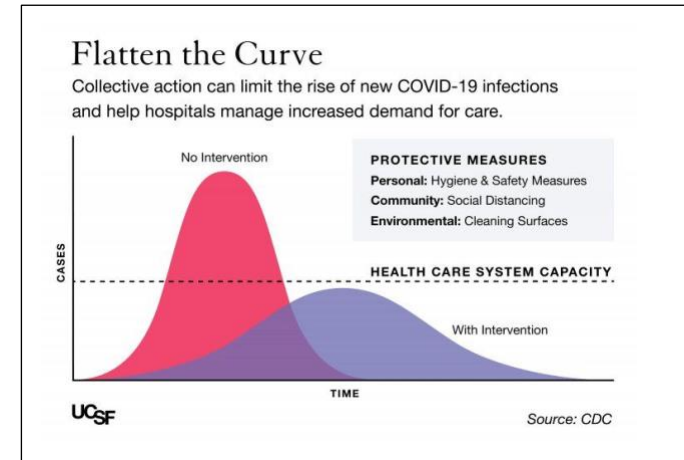 Flatten the Curve
Collective action can limit the rise of new COVID-19 infections
and help hospitals manage increased demand for care.
No Intervention
PROTECTIVE MEASURES
Personal: Hygiene & Safety Measures
Community: Social Distancing
Environmental: Cleaning Surfaces
CASES
HEALTH CARE SYSTEM CAPACITY
With Intervention
TIME
UCSF
Source: CDC